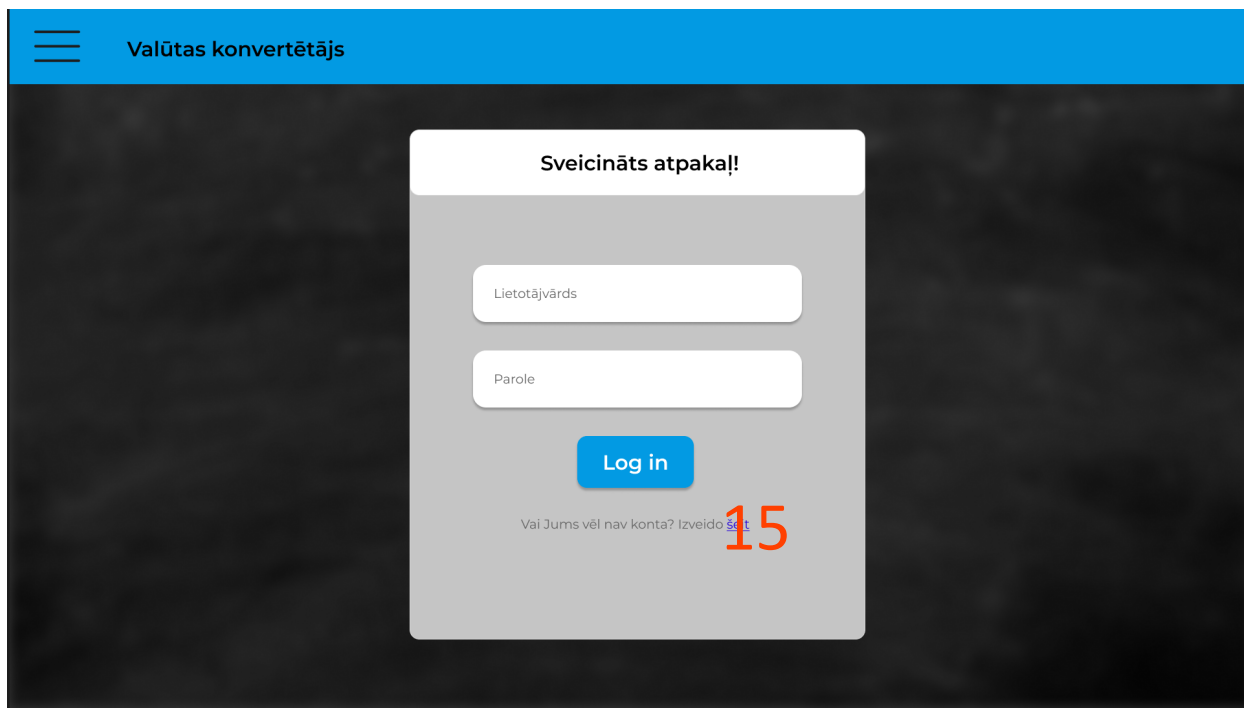 Valūtas konvertētājs
Sveicināts atpakaļ!
Lietotājvārds
Parole
Log in
Vai Jums vēl nav konta? Izveido šeit
15